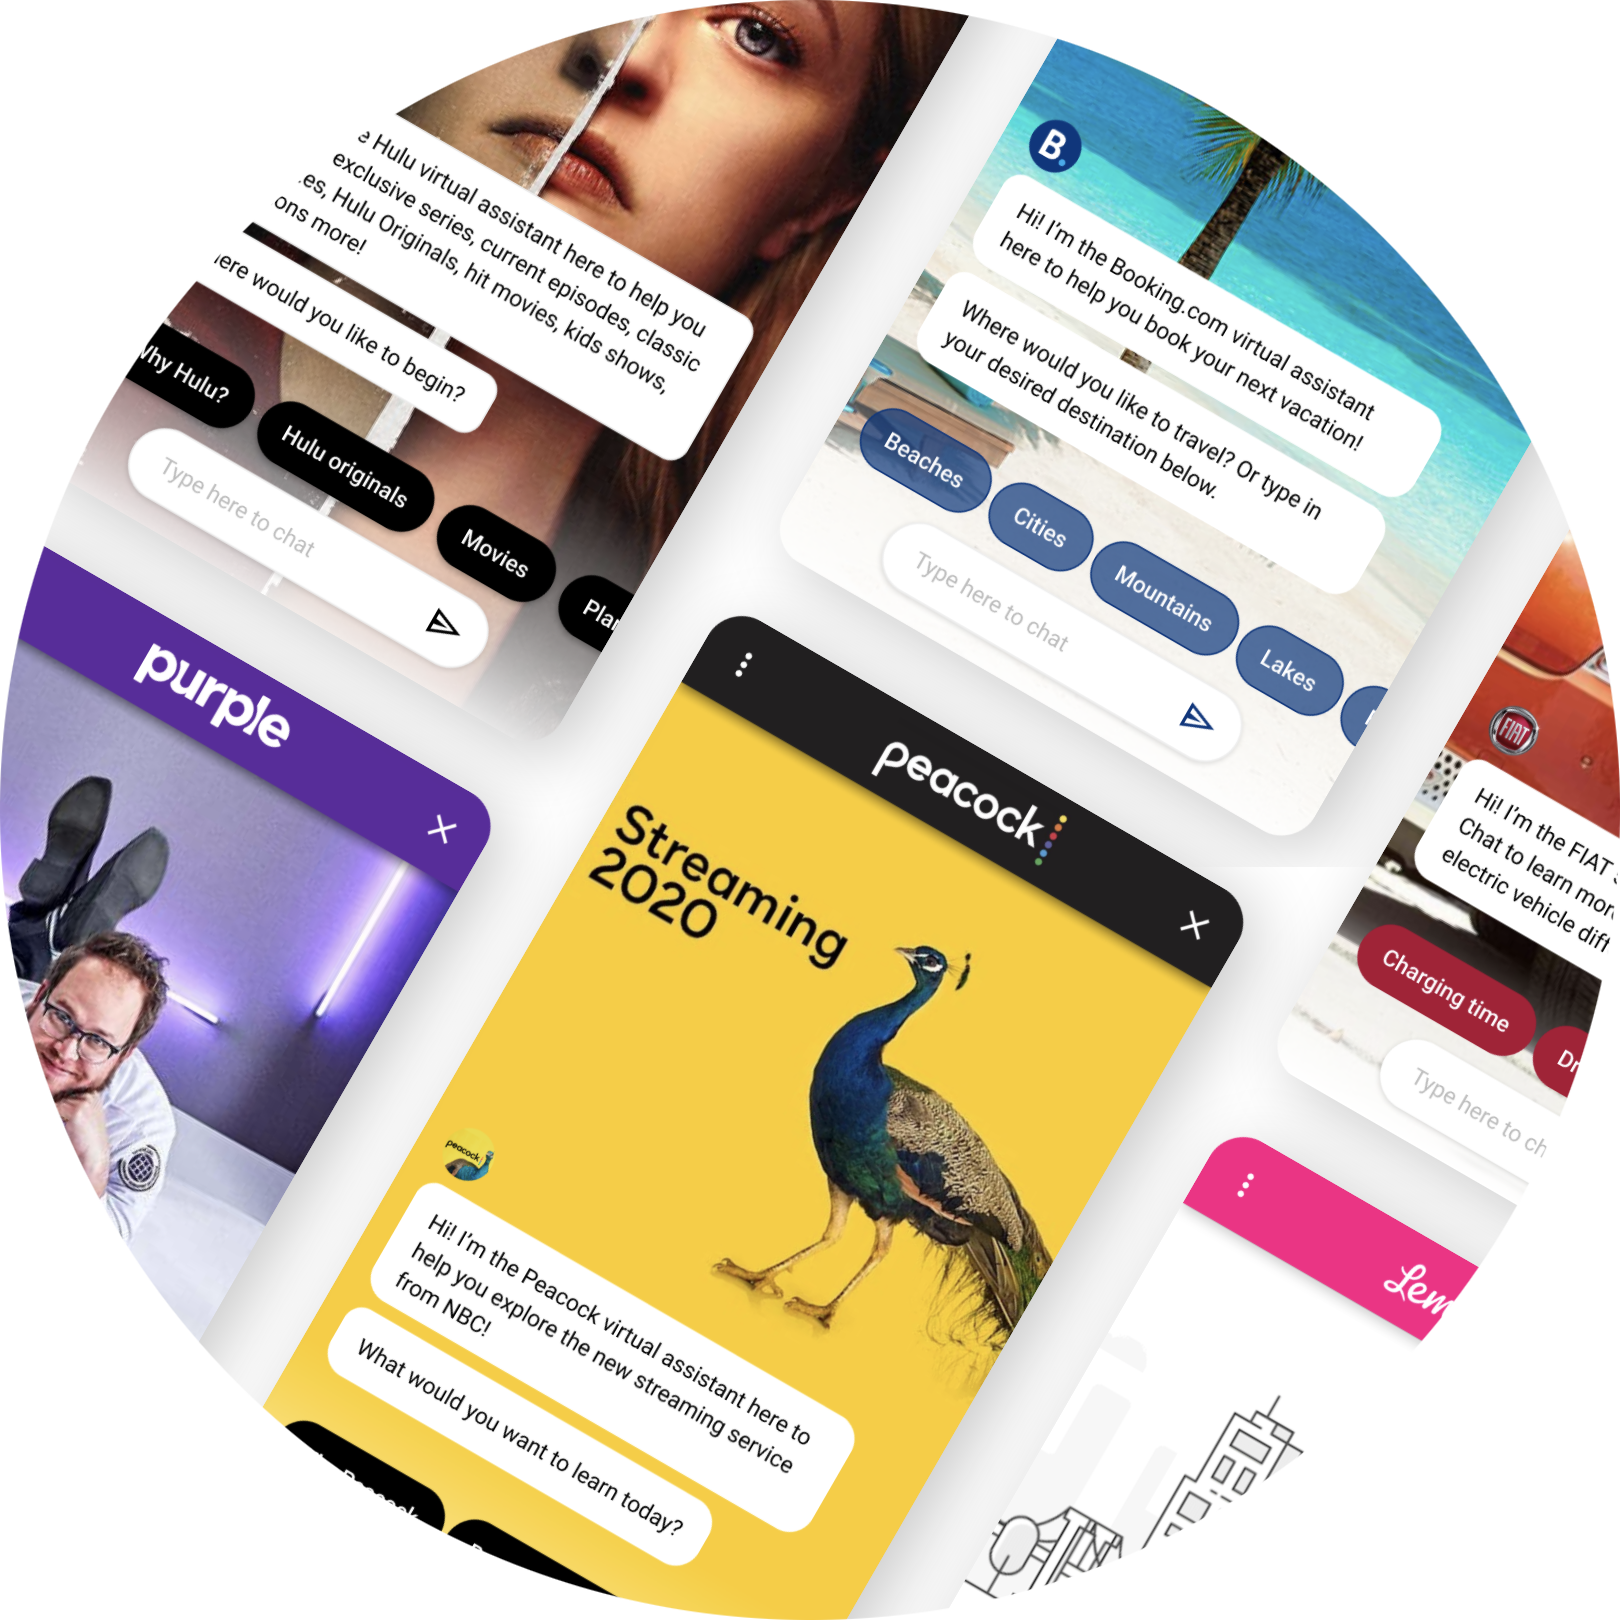 Hulu virtual assistant here to help you
exclusive series, current episodes, classic
es, Hulu Originals, hit movies, kids shows,
ons more!
ere would you like to begin?
Why Hulu?
Hulu originals
Movies
Plan
Type here to chat
B.
Hi! I'm the Booking.com virtual assistant
here to help you book your next vacation!
Where would you like to travel? Or type in
your desired destination below.
Beaches
Cities
Mountains
Lakes
Type here to chat
purple
peacock
Streaming
2020
peacock
Hi! I'm the Peacock virtual assistant here to
help you explore the new streaming service
from NBC!
What would you want to learn today?
FIAT
Hi! I'm the FIAT
Chat to learn more
electric vehicle diff
Charging time
Dr
Type here to ch
Lem